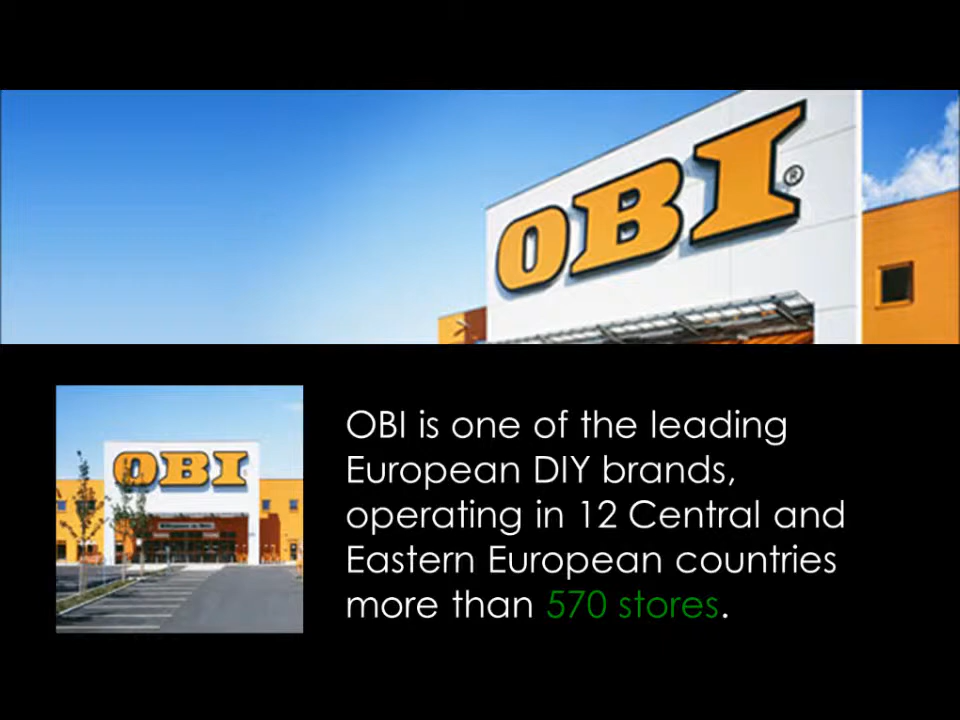 OBI®
OBI
OBI is one of the leading
European DIY brands,
operating in 12 Central and
Eastern European countries
more than 570 stores.